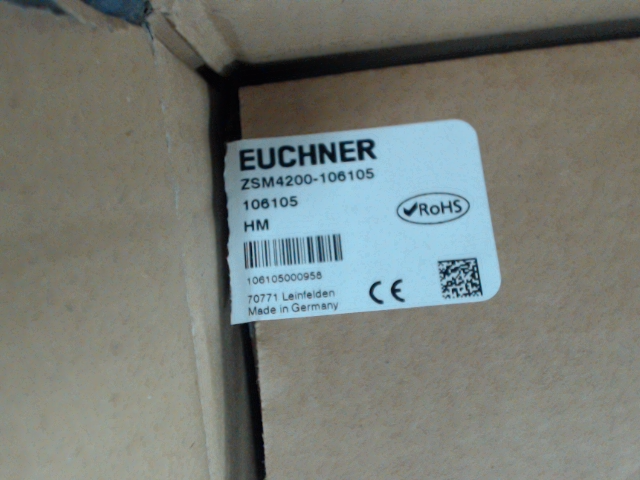 EUCHNER
ZSM4200-106105
106105
RoHS
HM
106105000958
70771 Leinfelden
Made in Germany
CE